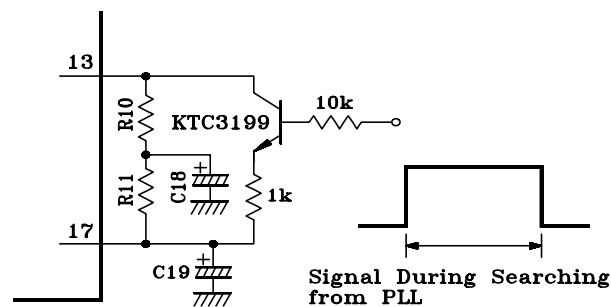 13
R10
KTC3199
10k
+
R11
C18
1k
17
+
C19
Signal During Searching
from PLL